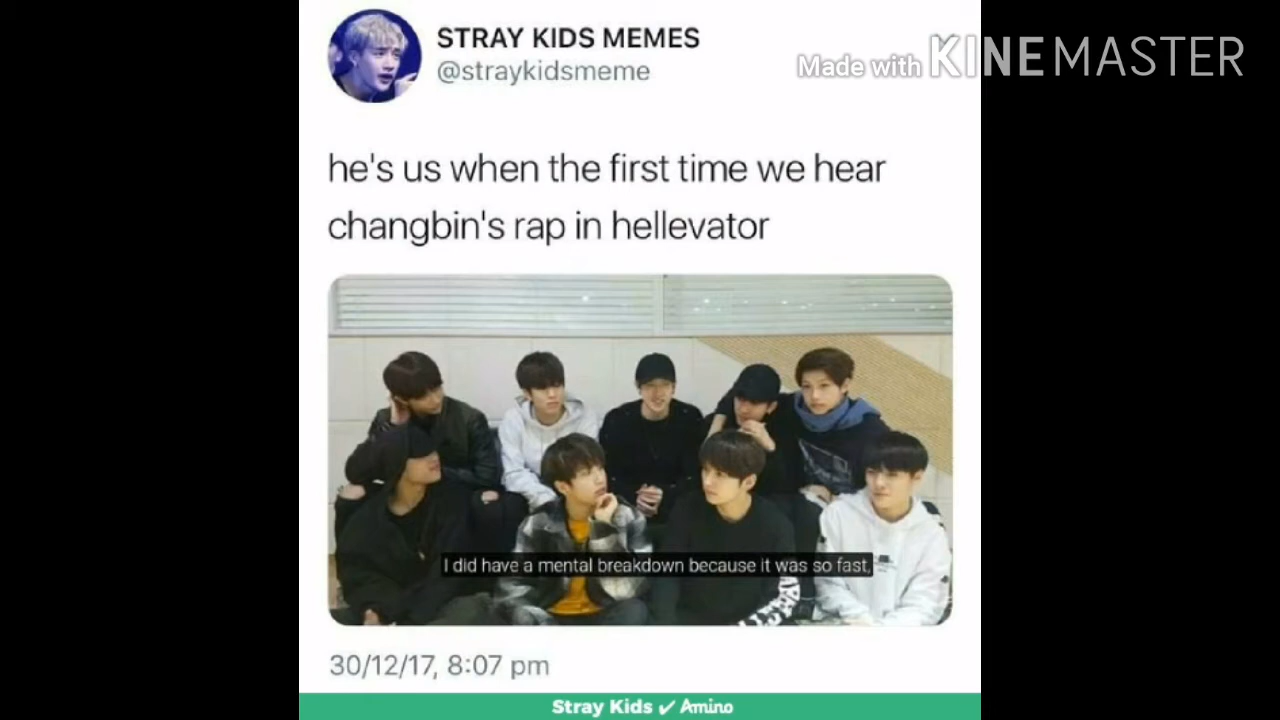 STRAY KIDS MEMES
@straykidsmeme
Made with KINEMASTER
he's us when the first time we hear
changbin's rap in hellevator
I did have a mental breakdown because it was so fast,
30/12/17, 8:07 pm
Stray Kids ✓ Amino